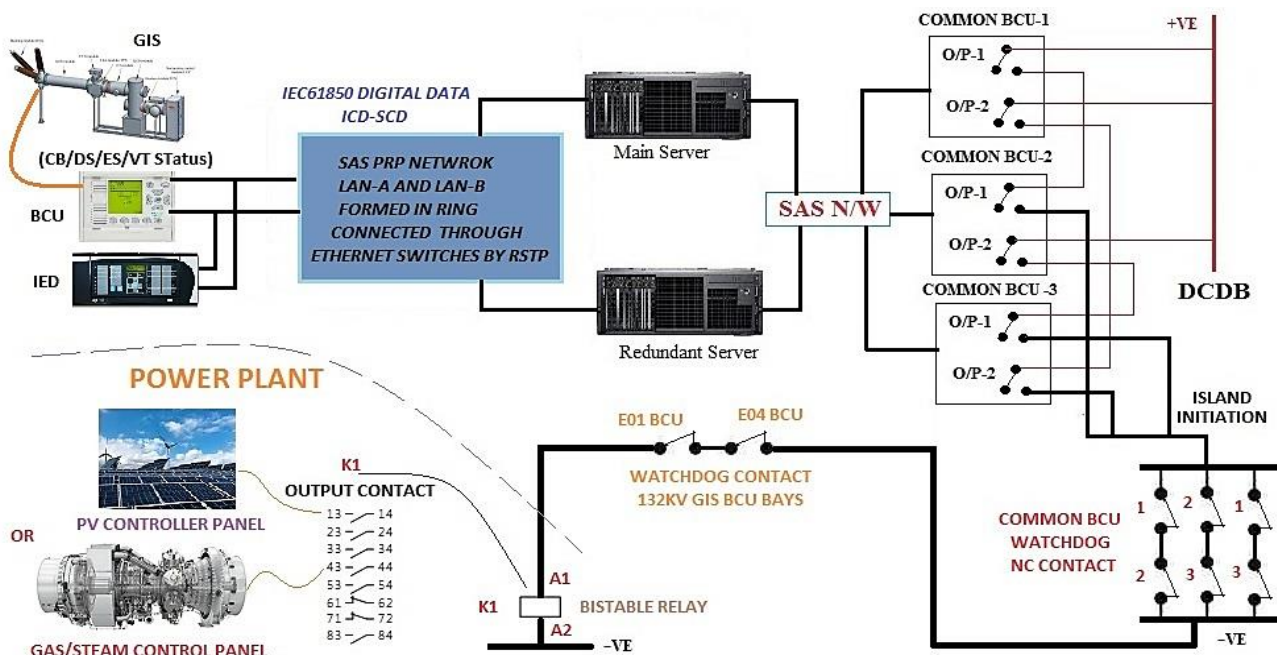 GIS
(CB/DS/ES/VT STatus)
BCU
IED
IEC61850 DIGITAL DATA
ICD-SCD
SAS PRP NETWROK
LAN-A AND LAN-B
FORMED IN RING
CONNECTED THROUGH
ETHERNET SWITCHES BY RSTP
Main Server
Redundant Server
SAS N/W
COMMON BCU-1
O/P-1
O/P-2
COMMON BCU-2
O/P-1
O/P-2
COMMON BCU -3
O/P-1
O/P-2
+VE
DCDB
ISLAND
INITIATION
POWER PLANT
PV CONTROLLER PANEL
OR
GAS/STEAM CONTROL PANEL
K1
OUTPUT CONTACT
13 14
23 24
33 34
43 44
53 54
61 62
71 72
83 84
E01 BCU
E04 BCU
WATCHDOG CONTACT
132KV GIS BCU BAYS
A1
K1
BISTABLE RELAY
A2
–VE
COMMON BCU
WATCHDOG
NC CONTACT
1 2 1
2 3 3
–VE